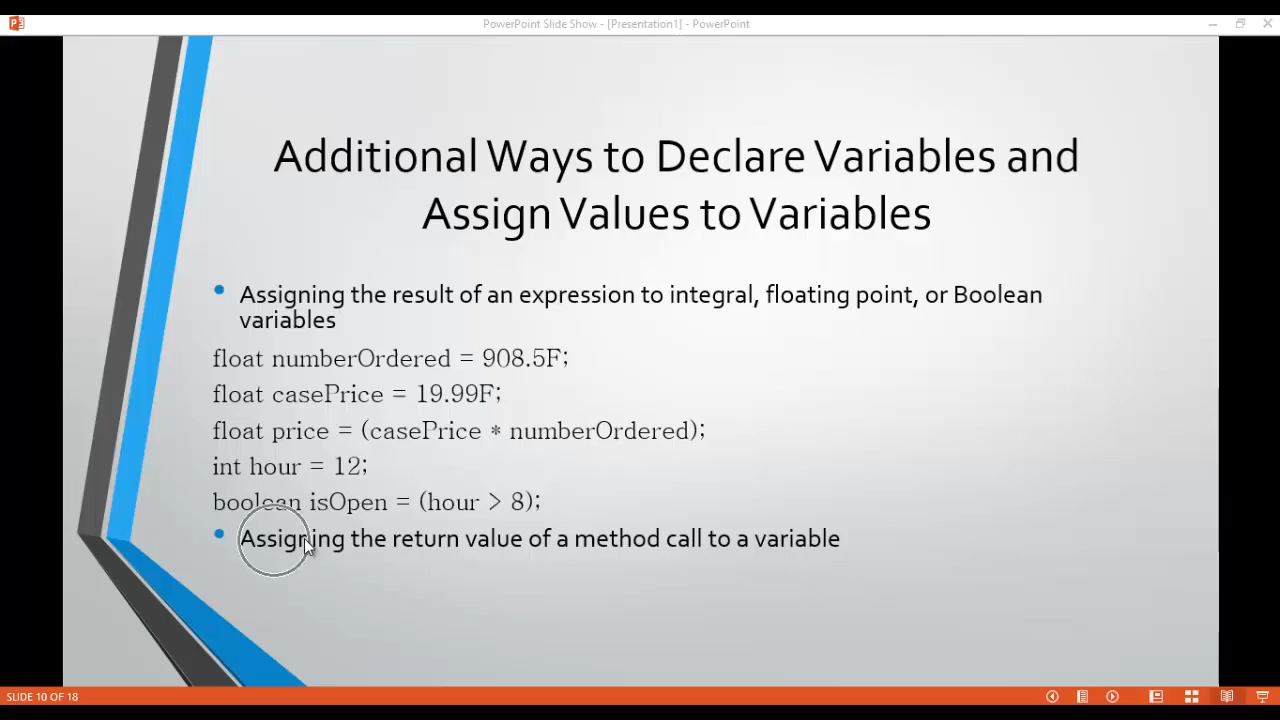 PowerPoint Slide Show - [Presentation1] - PowerPoint
Additional Ways to Declare Variables and
Assign Values to Variables
• Assigning the result of an expression to integral, floating point, or Boolean
variables
float numberOrdered = 908.5F;
float casePrice = 19.99F;
float price = (casePrice * numberOrdered);
int hour = 12;
boolean isOpen = (hour > 8);
• Assigning the return value of a method call to a variable
SLIDE 10 OF 18